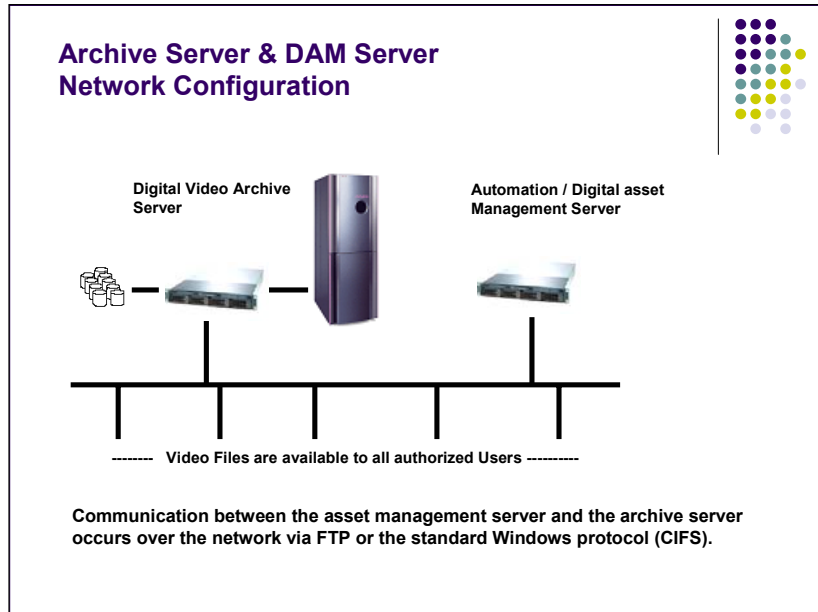 Archive Server & DAM Server
Network Configuration
Digital Video Archive
Server
Automation / Digital asset
Management Server
-------- Video Files are available to all authorized Users ----------
Communication between the asset management server and the archive server
occurs over the network via FTP or the standard Windows protocol (CIFS).